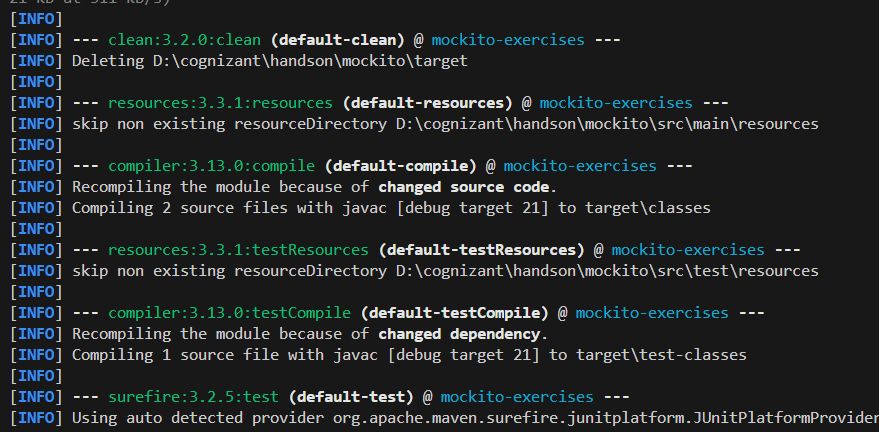 21 kB at 511 kB/s)
[INFO]
[INFO] --- clean:3.2.0:clean (default-clean) @ mockito-exercises ---
[INFO] Deleting D:\cognizant\handson\mockito\target
[INFO]
[INFO] --- resources:3.3.1:resources (default-resources) @ mockito-exercises ---
[INFO] skip non existing resourceDirectory D:\cognizant\handson\mockito\src\main\resources
[INFO]
[INFO] --- compiler:3.13.0:compile (default-compile) @ mockito-exercises ---
[INFO] Recompiling the module because of changed source code.
[INFO] Compiling 2 source files with javac [debug target 21] to target\classes
[INFO]
[INFO] --- resources:3.3.1:testResources (default-testResources) @ mockito-exercises ---
[INFO] skip non existing resourceDirectory D:\cognizant\handson\mockito\src\test\resources
[INFO]
[INFO] --- compiler:3.13.0:testCompile (default-testCompile) @ mockito-exercises ---
[INFO] Recompiling the module because of changed dependency.
[INFO] Compiling 1 source file with javac [debug target 21] to target\test-classes
[INFO]
[INFO] --- surefire:3.2.5:test (default-test) @ mockito-exercises ---
[INFO] Using auto detected provider org.apache.maven.surefire.junitplatform.JUnitPlatformProvider